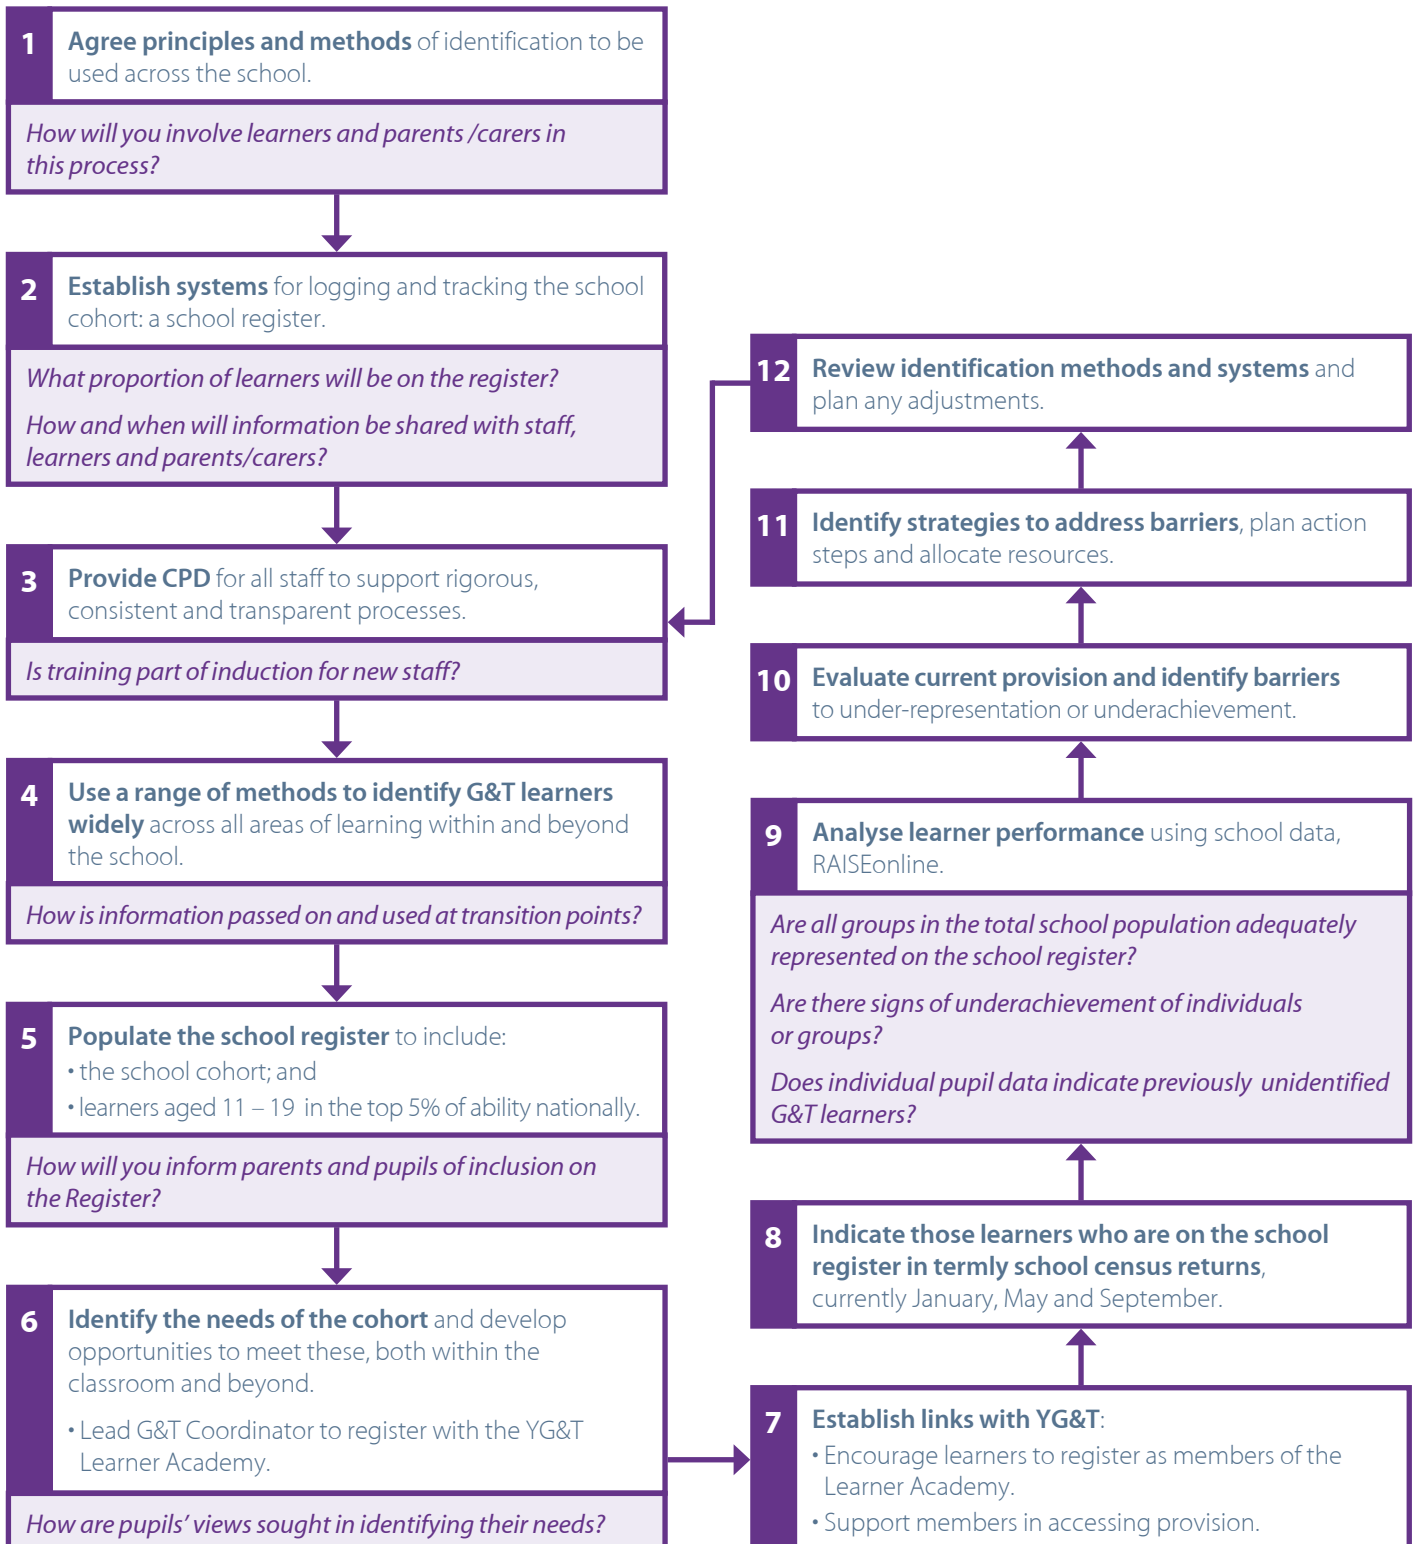 1 Agree principles and methods of identification to be
used across the school.
How will you involve learners and parents /carers in
this process?
2 Establish systems for logging and tracking the school
cohort: a school register.
What proportion of learners will be on the register?
How and when will information be shared with staff,
learners and parents/carers?
3 Provide CPD for all staff to support rigorous,
consistent and transparent processes.
Is training part of induction for new staff?
4 Use a range of methods to identify G&T learners
widely across all areas of learning within and beyond
the school.
How is information passed on and used at transition points?
5 Populate the school register to include:
• the school cohort; and
• learners aged 11 – 19 in the top 5% of ability nationally.
How will you inform parents and pupils of inclusion on
the Register?
6 Identify the needs of the cohort and develop
opportunities to meet these, both within the
classroom and beyond.
• Lead G&T Coordinator to register with the YG&T
Learner Academy.
How are pupils’ views sought in identifying their needs?
7 Establish links with YG&T:
• Encourage learners to register as members of the
Learner Academy.
• Support members in accessing provision.
8 Indicate those learners who are on the school
register in termly school census returns,
currently January, May and September.
9 Analyse learner performance using school data,
RAISEonline.
Are all groups in the total school population adequately
represented on the school register?
Are there signs of underachievement of individuals
or groups?
Does individual pupil data indicate previously unidentified
G&T learners?
10 Evaluate current provision and identify barriers
to under-representation or underachievement.
11 Identify strategies to address barriers, plan action
steps and allocate resources.
12 Review identification methods and systems and
plan any adjustments.